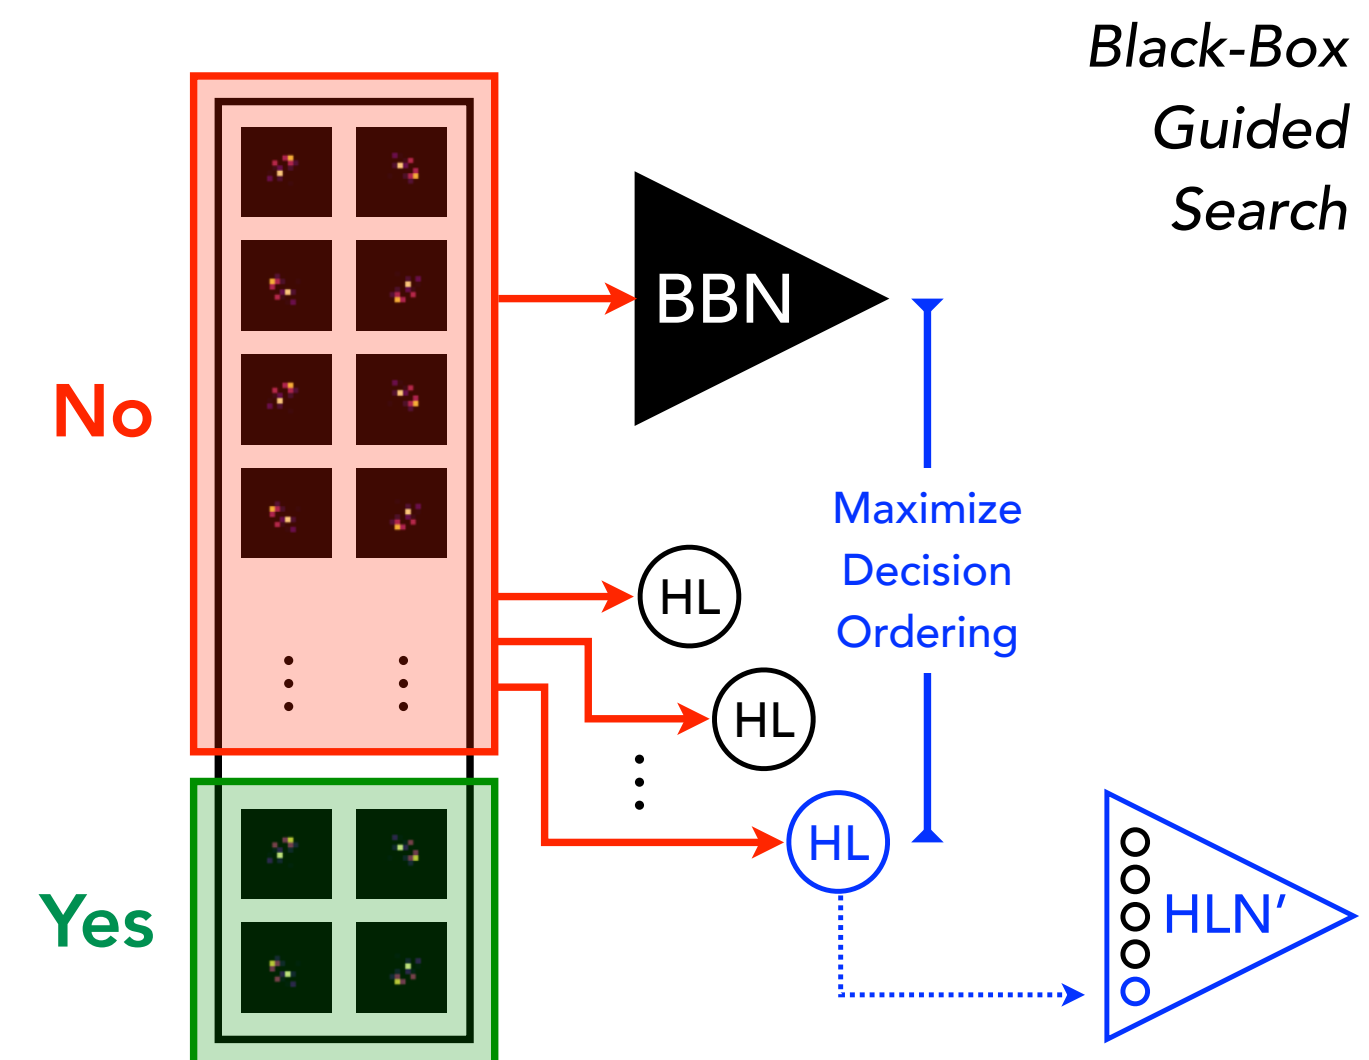 Black-Box
Guided
Search
BBN
No
Maximize
Decision
Ordering
HL
HL
HL
Yes
HLN’